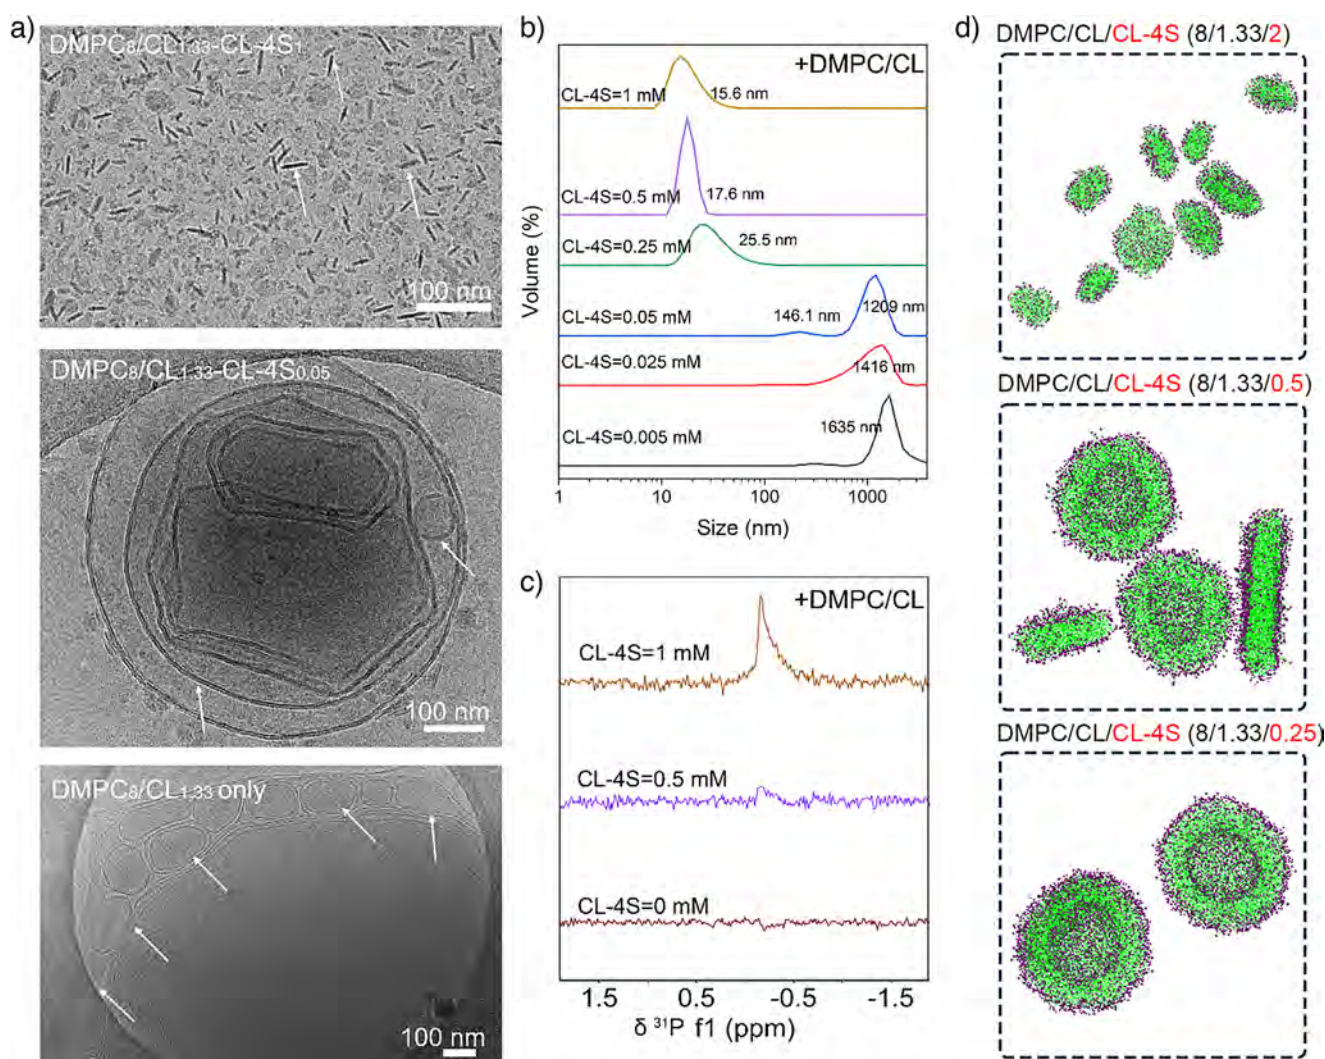 a)
DMPC8/CL1.33-CL-4S1
100 nm
DMPC8/CL1.33-CL-4S0.05
100 nm
DMPC8/CL1.33 only
100 nm
b)
+DMPC/CL
CL-4S=1 mM
15.6 nm
CL-4S=0.5 mM
17.6 nm
CL-4S=0.25 mM
25.5 nm
CL-4S=0.05 mM
146.1 nm
1209 nm
CL-4S=0.025 mM
1416 nm
CL-4S=0.005 mM
1635 nm
Volume (%)
1 10 100 1000
Size (nm)
c)
+DMPC/CL
CL-4S=1 mM
CL-4S=0.5 mM
CL-4S=0 mM
1.5 0.5 -0.5 -1.5
δ ³¹P f1 (ppm)
d)
DMPC/CL/CL-4S (8/1.33/2)
DMPC/CL/CL-4S (8/1.33/0.5)
DMPC/CL/CL-4S (8/1.33/0.25)